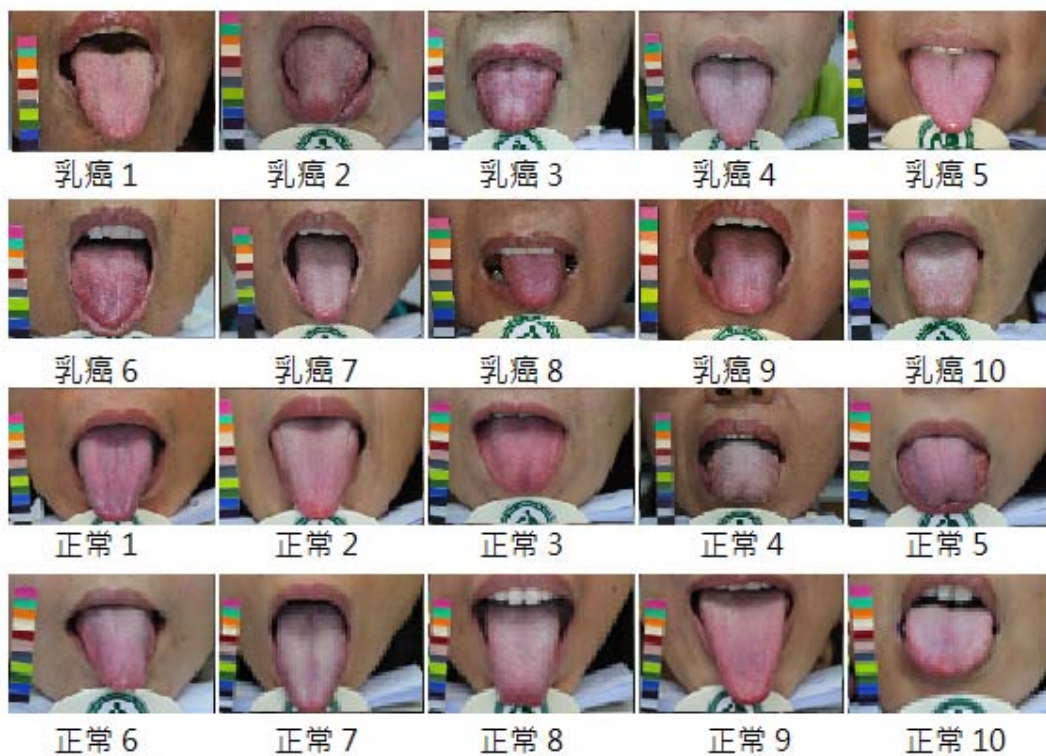 乳癌 1 乳癌 2 乳癌 3 乳癌 4 乳癌 5
乳癌 6 乳癌 7 乳癌 8 乳癌 9 乳癌 10
正常 1 正常 2 正常 3 正常 4 正常 5
正常 6 正常 7 正常 8 正常 9 正常 10